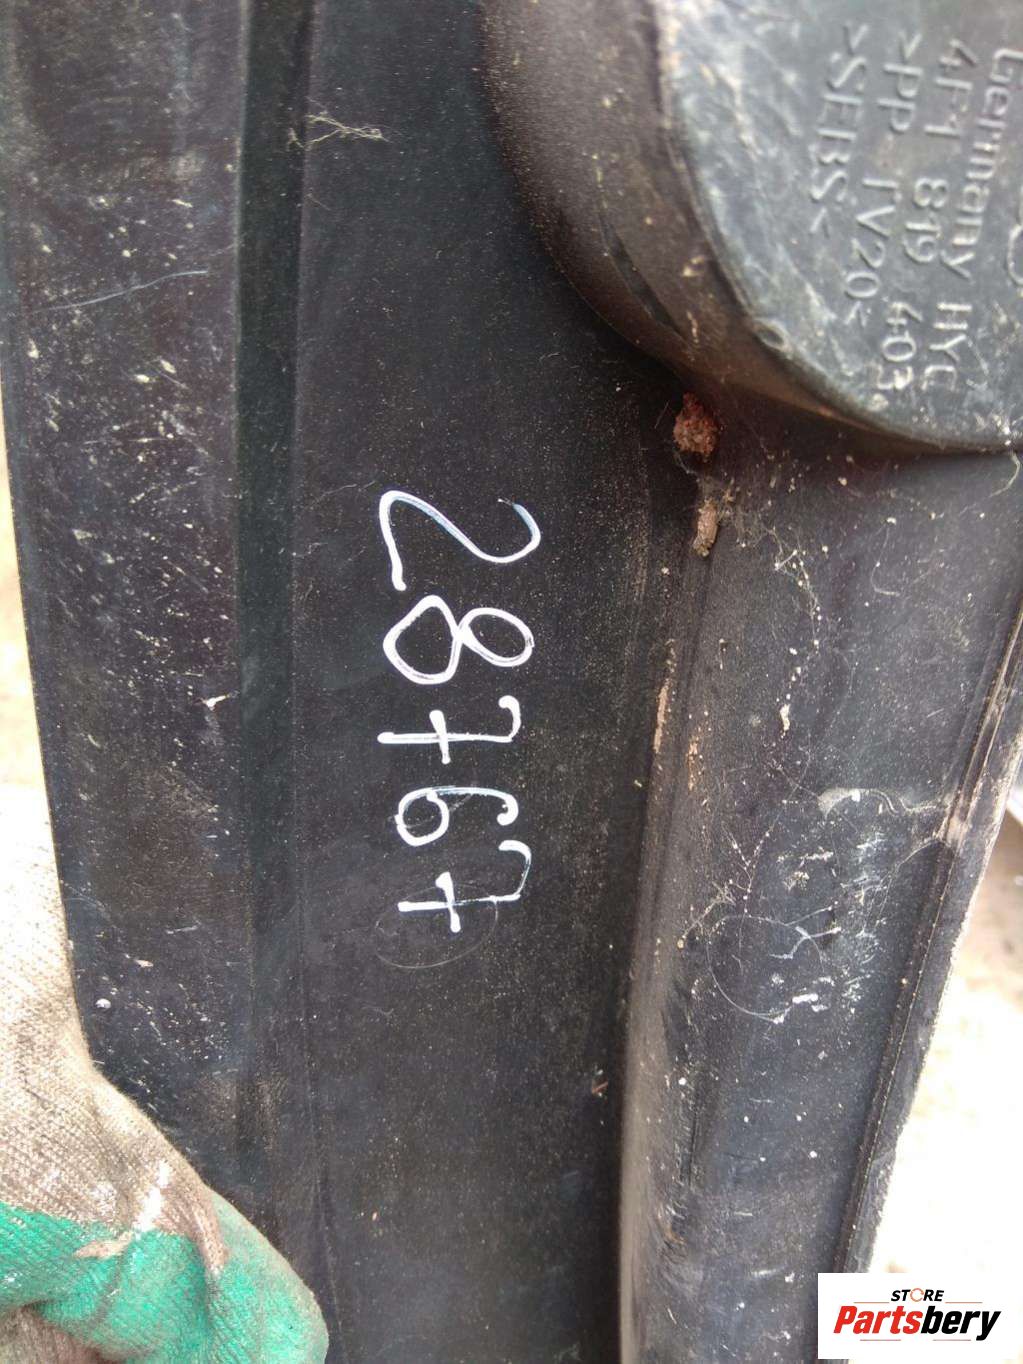 Germany HYC
4F1 819 403
>PP TV20<
>SEBS<
28767
STORE
Partsbery